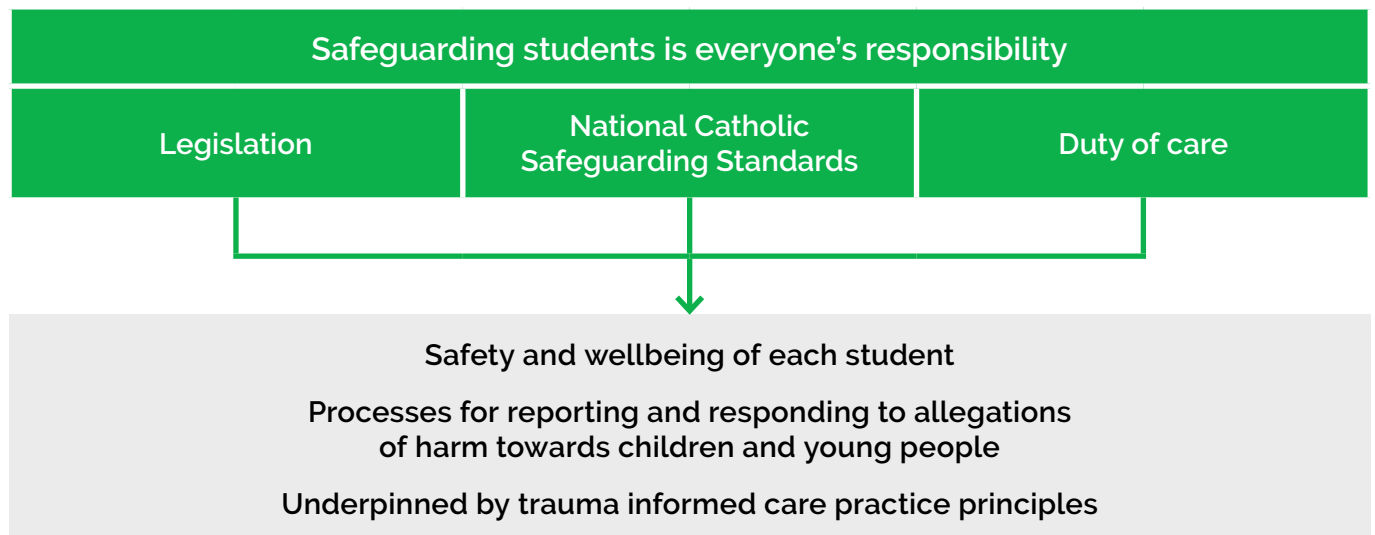 Safeguarding students is everyone’s responsibility
Legislation
National Catholic
Safeguarding Standards
Duty of care
Safety and wellbeing of each student
Processes for reporting and responding to allegations
of harm towards children and young people
Underpinned by trauma informed care practice principles